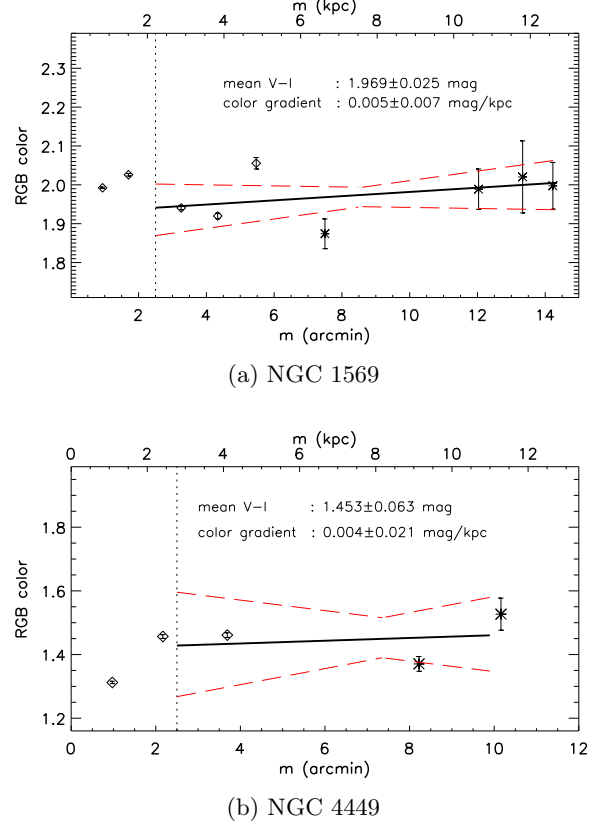 m (kpc)
2 4 6 8 10 12
2.3
2.2
2.1
2.0
1.9
1.8
RGB color
mean V-I : 1.969±0.025 mag
color gradient : 0.005±0.007 mag/kpc
2 4 6 8 10 12 14
m (arcmin)
(a) NGC 1569
m (kpc)
0 2 4 6 8 10 12
1.8
1.6
1.4
1.2
RGB color
mean V-I : 1.453±0.063 mag
color gradient : 0.004±0.021 mag/kpc
0 2 4 6 8 10 12
m (arcmin)
(b) NGC 4449